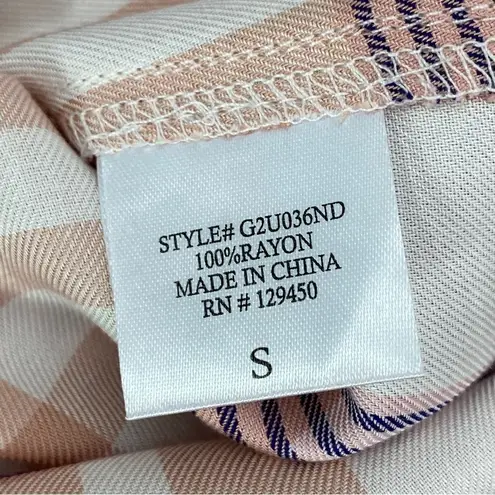 STYLE# G2U036ND
100%RAYON
MADE IN CHINA
RN # 129450
S